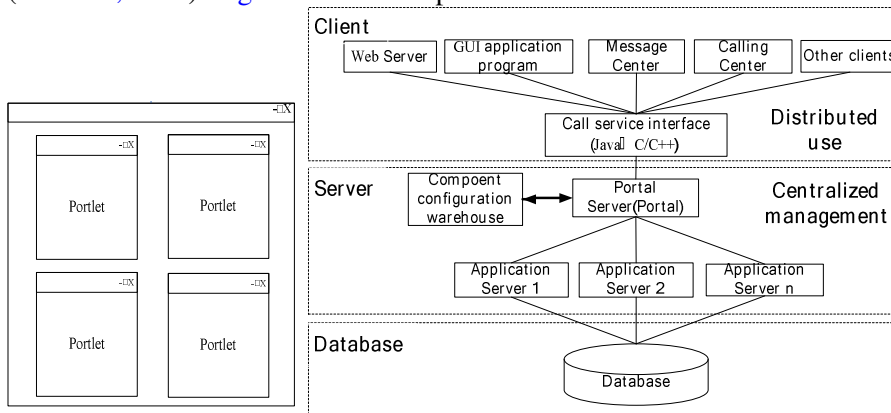 -□X
-□X
-□X
Portlet
Portlet
-□X
-□X
Portlet
Portlet
Client
Web Server
GUI application
program
Message
Center
Calling
Center
Other clients
Call service interface
(Java▯ C/C++)
Distributed
use
Server
Compoent
configuration
warehouse
Portal
Server(Portal)
Centralized
management
Application
Server 1
Application
Server 2
Application
Server n
Database
Database